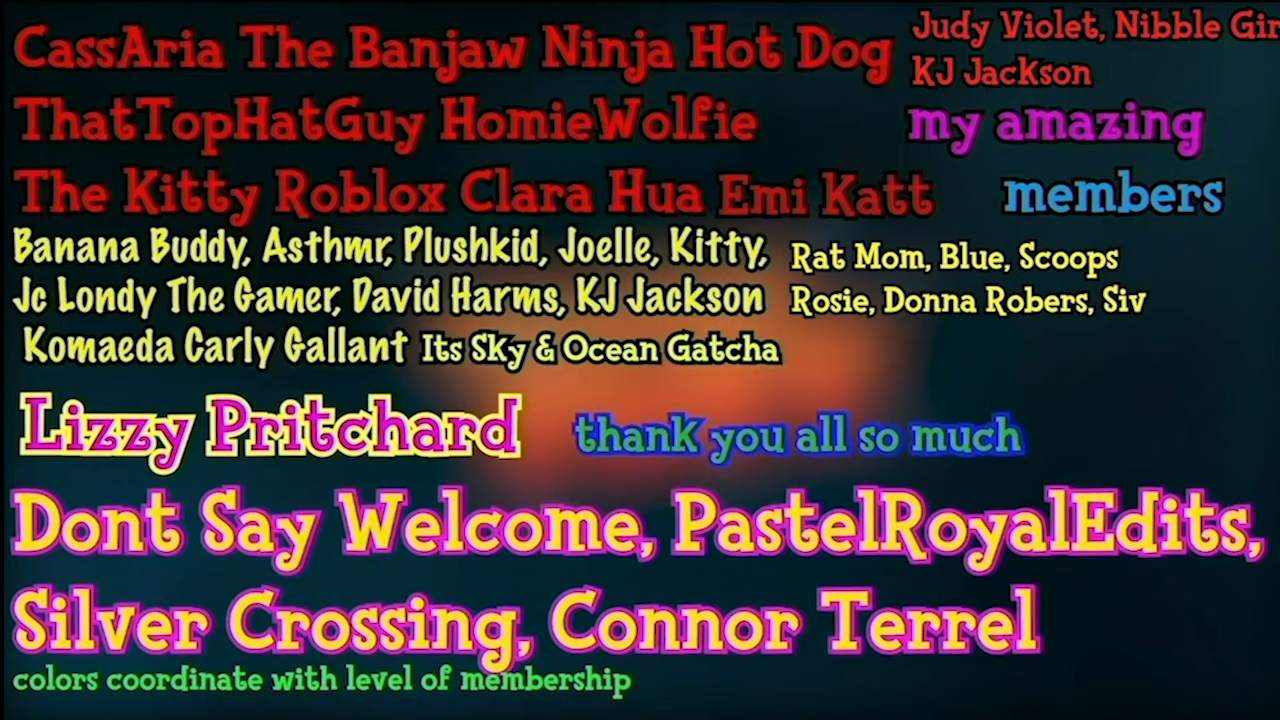 CassAria The Banjaw Ninja Hot Dog
Judy Violet, Nibble
KJ Jackson
ThatTopHatGuy HomieWolfie
my amazing
The Kitty Roblox Clara Hua Emi Katt
members
Banana Buddy, Asthmr, Plushkid, Joelle, Kitty,
Rat Mom, Blue, Scoops
Jc Londy The Gamer, David Harms, KJ Jackson
Rosie, Donna Robers, Siv
Komaeda Carly Gallant Its Sky & Ocean Gatcha
Lizzy Pritchard
thank you all so much
Dont Say Welcome, PastelRoyalEdits,
Silver Crossing, Connor Terrel
colors coordinate with level of membership